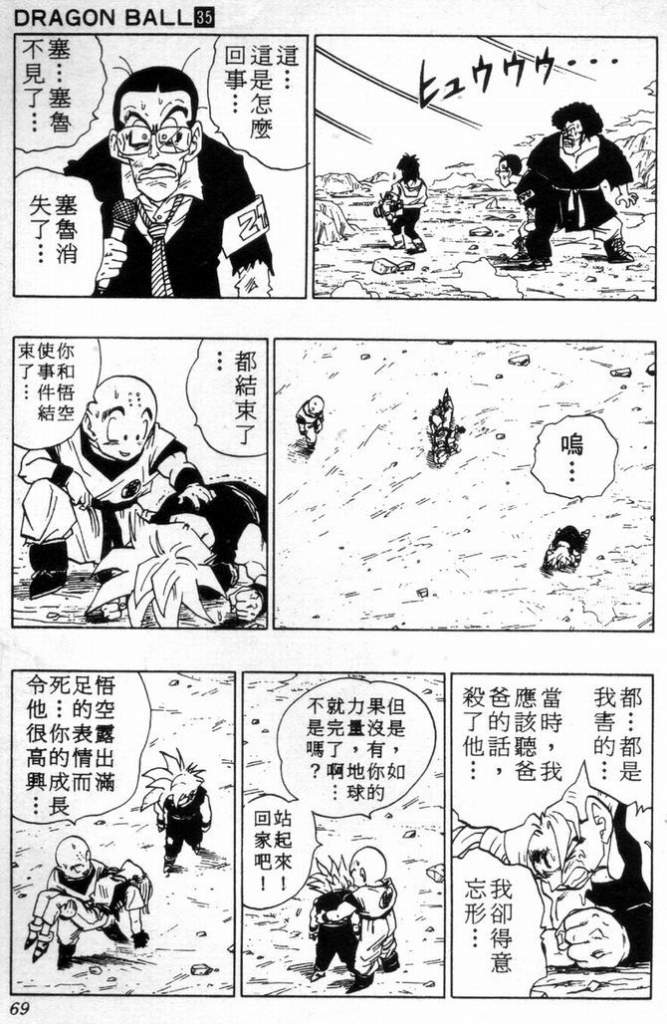 DRAGON BALL 35
ヒュウウウ・・・
這…
這是怎麼
回事…
塞…塞魯
不見了…
塞魯消
失了…
嗚…
都結束了
…
你和悟空
使事件結
束了…
都…都是
我害的…
當時，我
應該聽爸
爸的話，
殺了他…
我卻得意
忘形…
但是，如
果沒有你的
力量，地球
就完了啊…
不是嗎？
站起來！
回家吧！
悟空露出滿
足的表情而
死…你的成長
令他很高興…
69